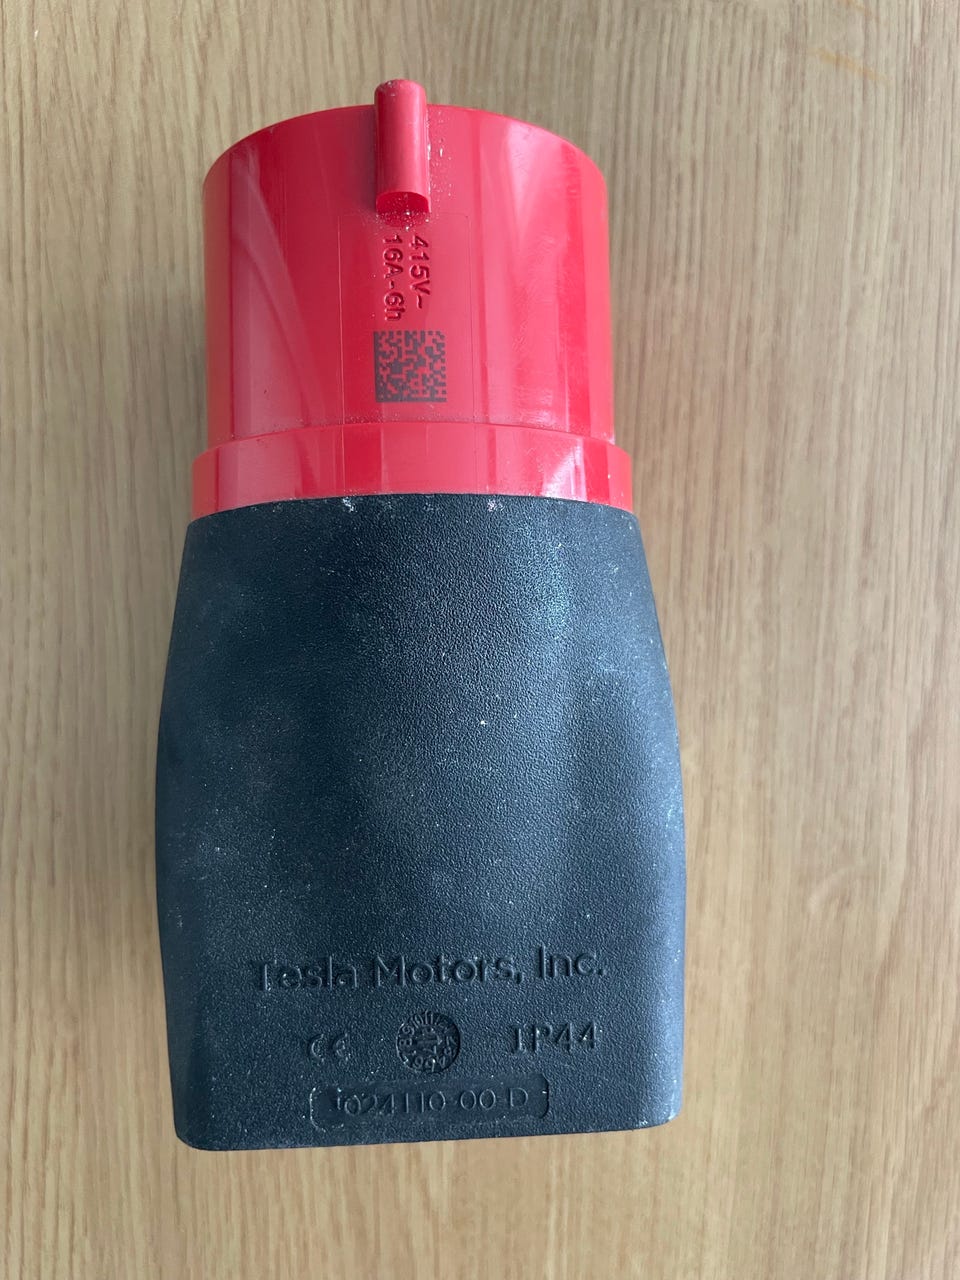 415V~
16A-6h
Tesla Motors, Inc.
CE IP44
1024110-00-D